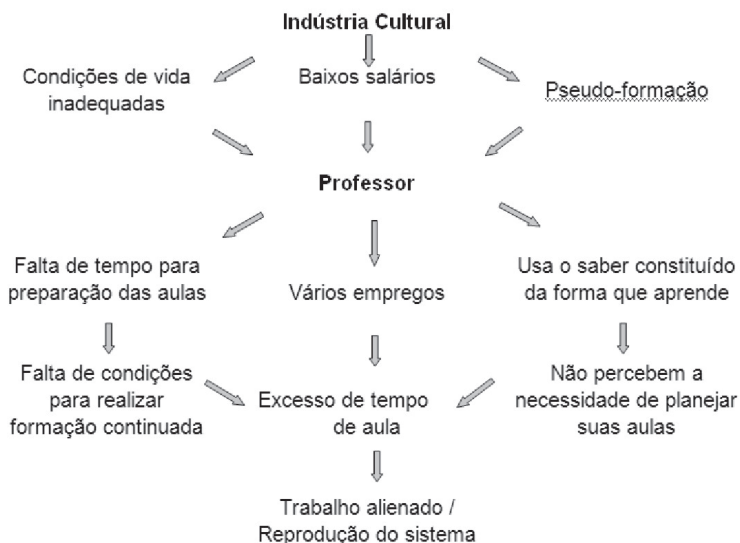 Indústria Cultural
Condições de vida
inadequadas
Baixos salários
Pseudo-formação
Professor
Falta de tempo para
preparação das aulas
Vários empregos
Usa o saber constituído
da forma que aprende
Falta de condições
para realizar
formação continuada
Excesso de tempo
de aula
Não percebem a
necessidade de planejar
suas aulas
Trabalho alienado /
Reprodução do sistema